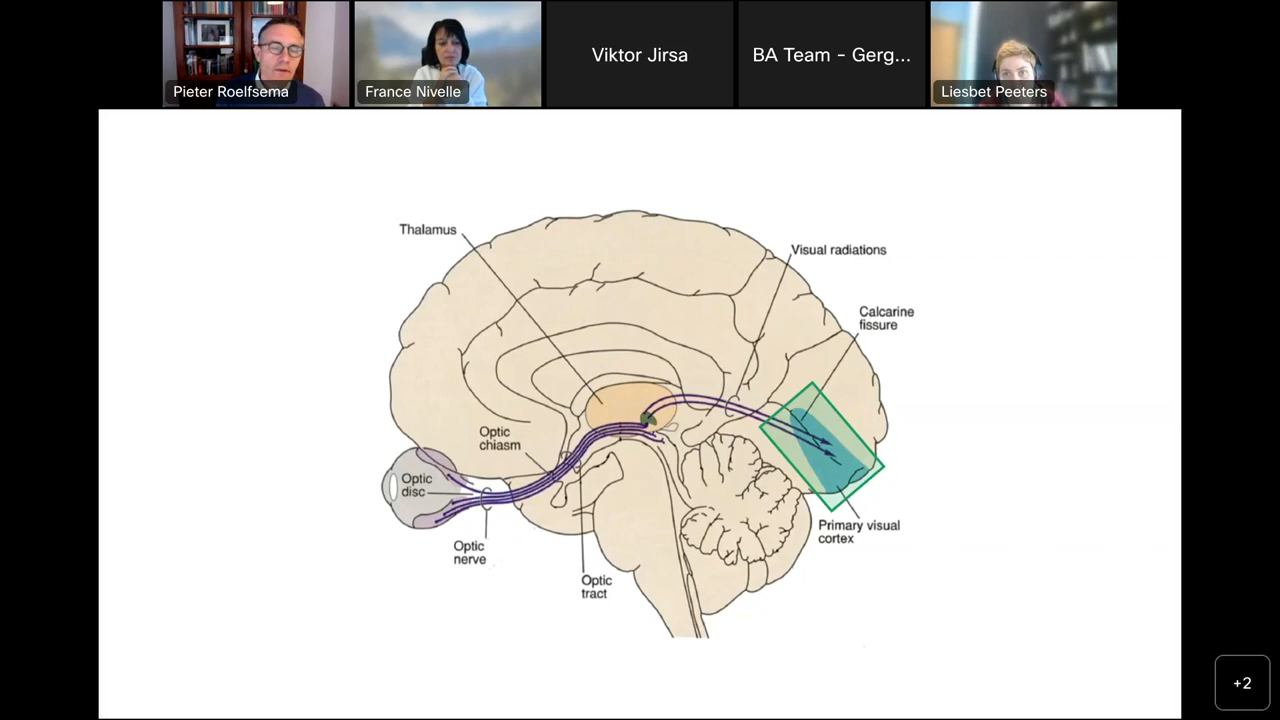 Pieter Roelfsema
France Nivelle
Viktor Jirsa
BA Team - Gerg...
Liesbet Peeters
Thalamus
Visual radiations
Calcarine
fissure
Optic
chiasm
Optic
disc
Primary visual
cortex
Optic
nerve
Optic
tract
+2